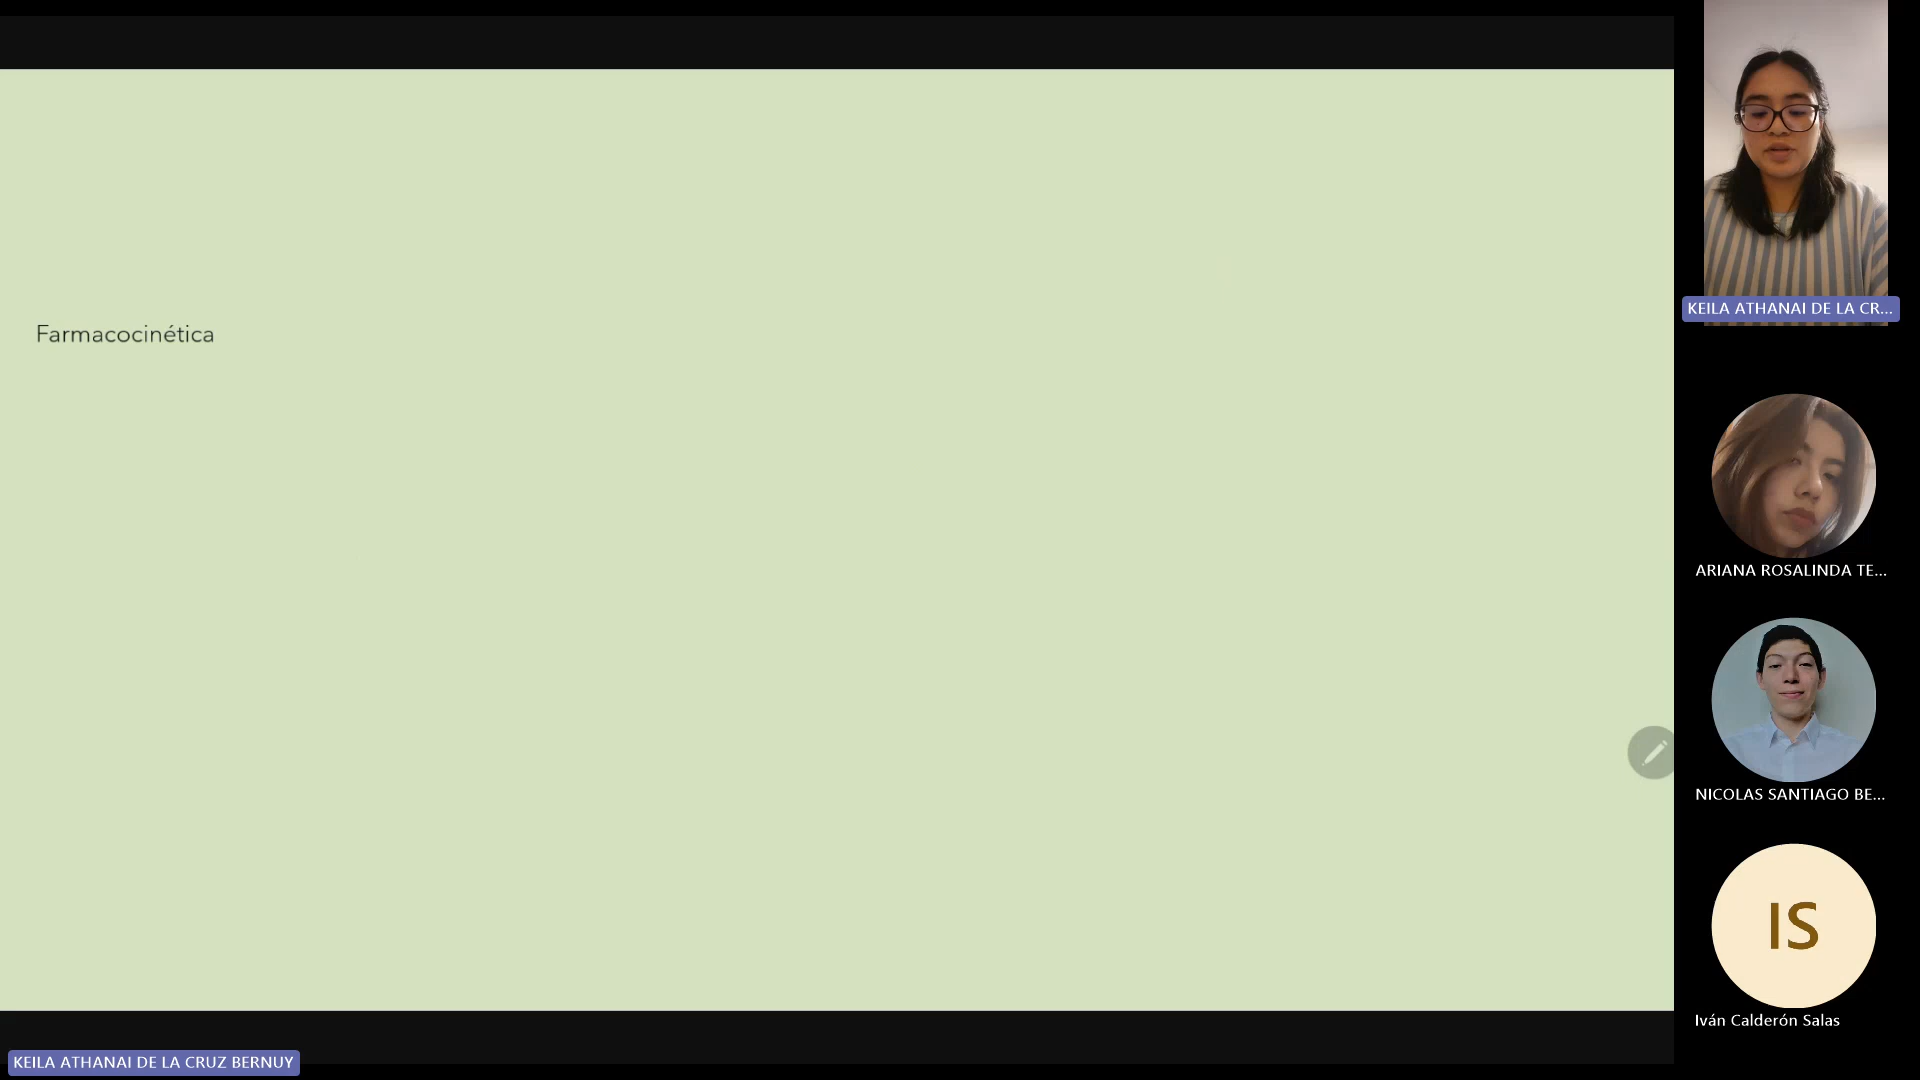 KEILA ATHANAI DE LA CR...
Farmacocinética
ARIANA ROSALINDA TE...
NICOLAS SANTIAGO BE...
IS
Iván Calderón Salas
KEILA ATHANAI DE LA CRUZ BERNUY